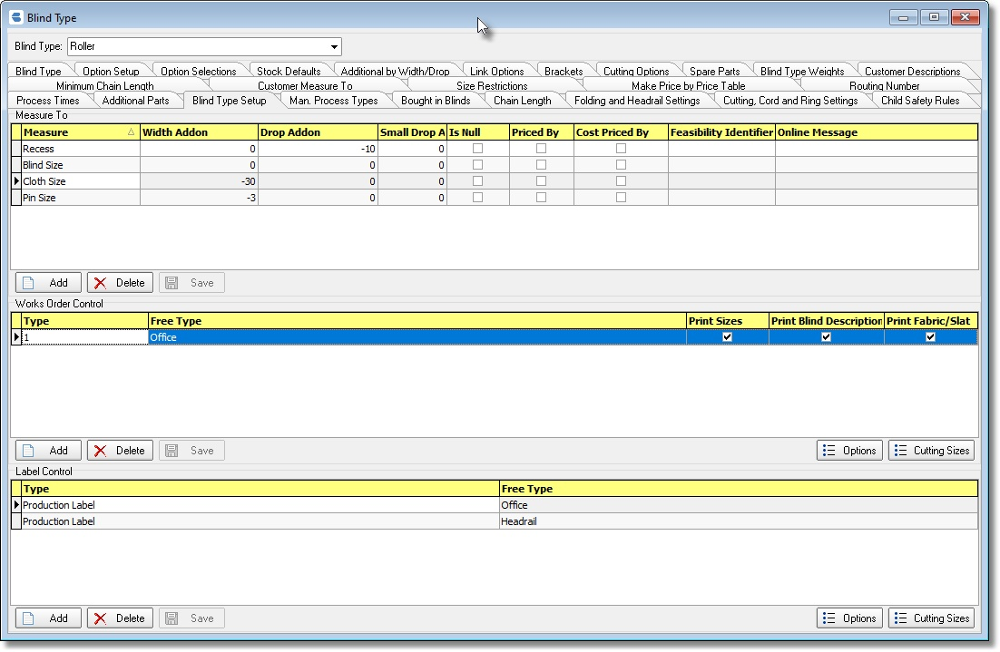 Blind Type
Blind Type: Roller
Blind Type Option Setup Option Selections Stock Defaults Additional by Width/Drop Link Options Brackets Cutting Options Spare Parts Blind Type Weights Customer Descriptions
Minimum Chain Length Customer Measure To Size Restrictions Make Price by Price Table Routing Number
Process Times Additional Parts Blind Type Setup Man. Process Types Bought in Blinds Chain Length Folding and Headrail Settings Cutting, Cord and Ring Settings Child Safety Rules
Measure To
Measure Width Addon Drop Addon Small Drop A Is Null Priced By Cost Priced By Feasibility Identifier Online Message
Recess 0 -10 0
Blind Size 0 0 0
Cloth Size -30 0 0
Pin Size -3 0 0
Add Delete Save
Works Order Control
Type Free Type Print Sizes Print Blind Description Print Fabric/Slat
1 Office
Add Delete Save Options Cutting Sizes
Label Control
Type Free Type
Production Label Office
Production Label Headrail
Add Delete Save Options Cutting Sizes